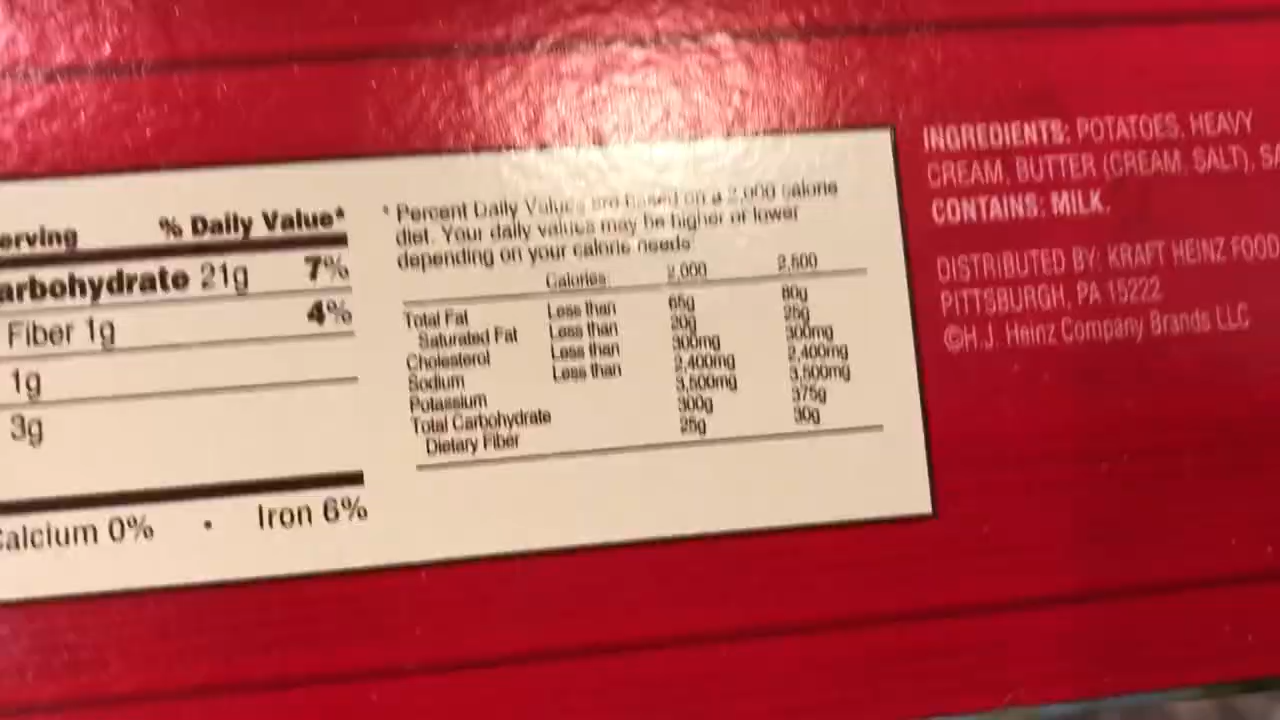 % Daily Value*
arbohydrate 21g 7%
Fiber 1g 4%
1g
3g
Calcium 0% • Iron 6%
* Percent Daily Values are based on a 2,000 calorie
diet. Your daily values may be higher or lower
depending on your calorie needs:
Calories: 2,000 2,500
Total Fat Less than 65g 80g
Saturated Fat Less than 20g 25g
Cholesterol Less than 300mg 300mg
Sodium Less than 2,400mg 2,400mg
Potassium 3,500mg 3,500mg
Total Carbohydrate 300g 375g
Dietary Fiber 25g 30g
INGREDIENTS: POTATOES, HEAVY
CREAM, BUTTER (CREAM, SALT), SA
CONTAINS: MILK.
DISTRIBUTED BY: KRAFT HEINZ FOOD
PITTSBURGH, PA 15222
©H.J. Heinz Company Brands LLC